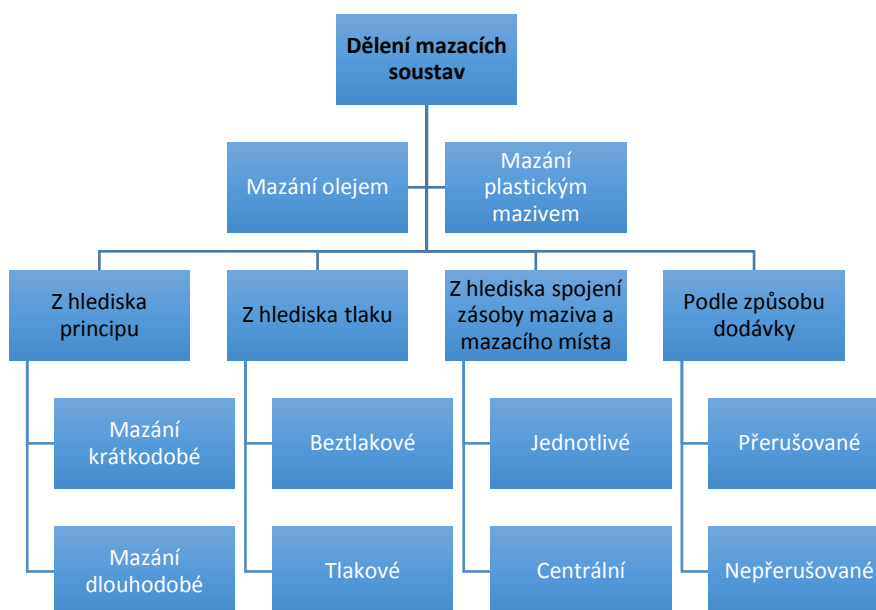 Dělení mazacích
soustav
Mazání olejem
Mazání
plastickým
mazivem
Z hlediska
principu
Z hlediska tlaku
Z hlediska spojení
zásoby maziva a
mazacího místa
Podle způsobu
dodávky
Mazání
krátkodobé
Beztlakové
Jednotlivé
Přerušované
Mazání
dlouhodobé
Tlakové
Centrální
Nepřerušované